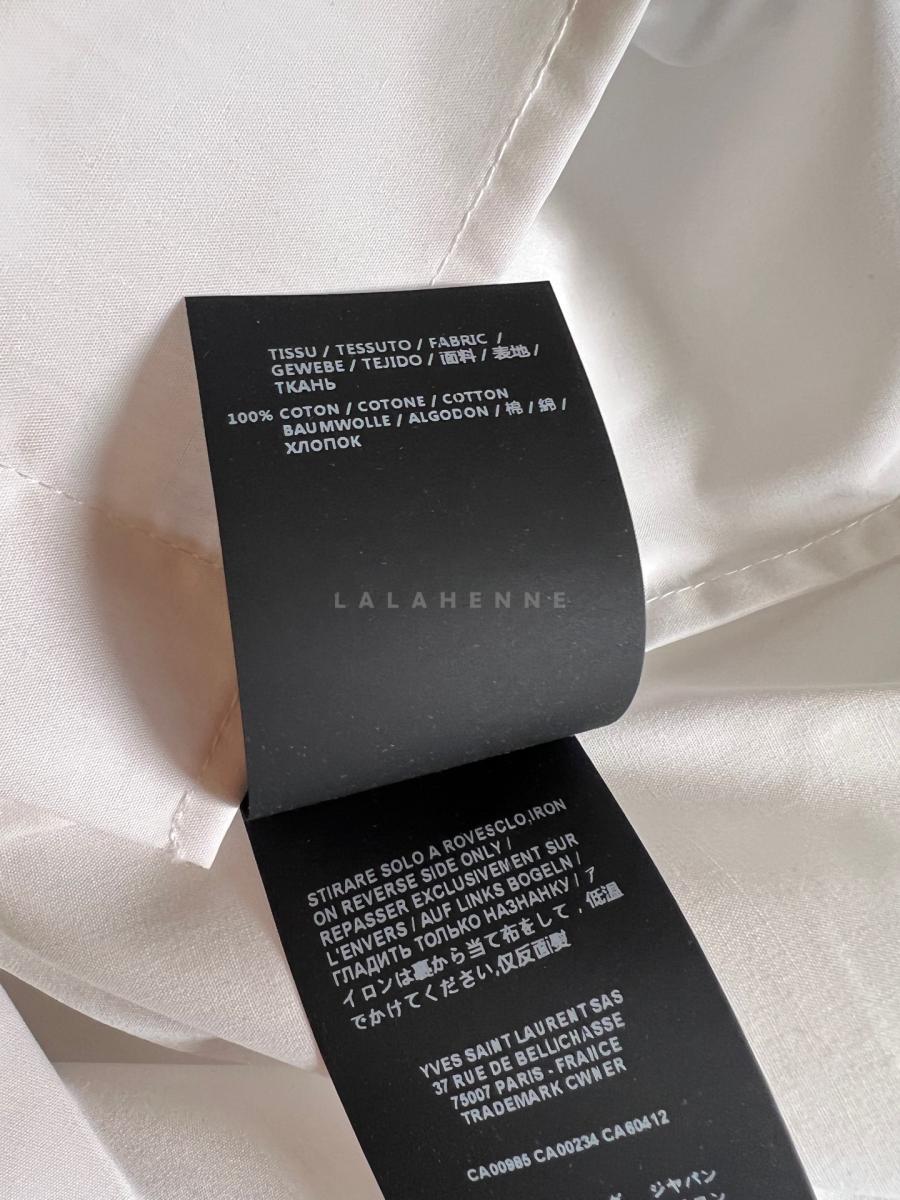 TISSU / TESSUTO / FABRIC /
GEWEBE / TEJIDO / 面料 / 表地 /
ТКАНЬ
100% COTON / COTONE / COTTON
BAUMWOLLE / ALGODON / 棉 / 綿 /
ХЛОПОК
LALAHENNE
STIRARE SOLO A ROVESCLO,IRON
ON REVERSE SIDE ONLY /
REPASSER EXCLUSIVEMENT SUR
L'ENVERS / AUF LINKS BOGELN /
ГЛАДИТЬ ТОЛЬКО НАЗНАНКУ / ア
イロンは裏から当て布をして，低温
でかけてください,仅反面熨
YVES SAINT LAURENT SAS
37 RUE DE BELLICHASSE
75007 PARIS - FRANICE
TRADEMARK CWNER
CA00985 CA00234 CA60412
ジャパン